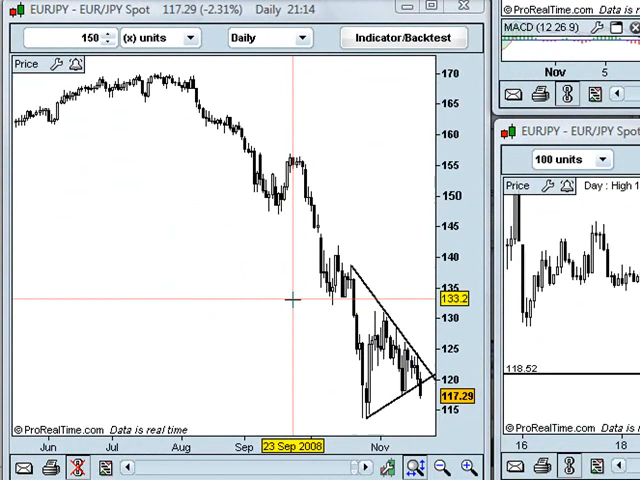 EURJPY - EUR/JPY Spot 117.29 (-2.31%) Daily 21:14
150 (x) units Daily Indicator/Backtest
Price
170
165
160
155
150
145
140
135
133.2
130
125
120
117.29
115
©ProRealTime.com Data is real time
Jun Jul Aug Sep 23 Sep 2008 Nov
©ProRealTime.com Data is real
MACD (12 26 9)
Nov 5
EURJPY - EUR/JPY Spot
100 units
Price Day : High 1
118.52
©ProRealTime.com Data is real
16 18